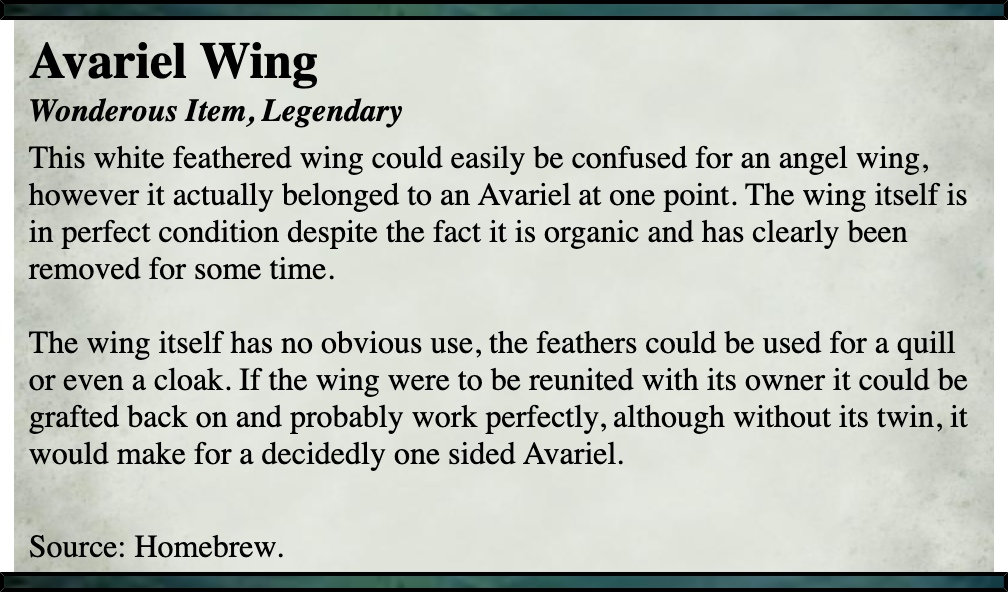 Avariel Wing
Wonderous Item, Legendary
This white feathered wing could easily be confused for an angel wing,
however it actually belonged to an Avariel at one point. The wing itself is
in perfect condition despite the fact it is organic and has clearly been
removed for some time.
The wing itself has no obvious use, the feathers could be used for a quill
or even a cloak. If the wing were to be reunited with its owner it could be
grafted back on and probably work perfectly, although without its twin, it
would make for a decidedly one sided Avariel.
Source: Homebrew.